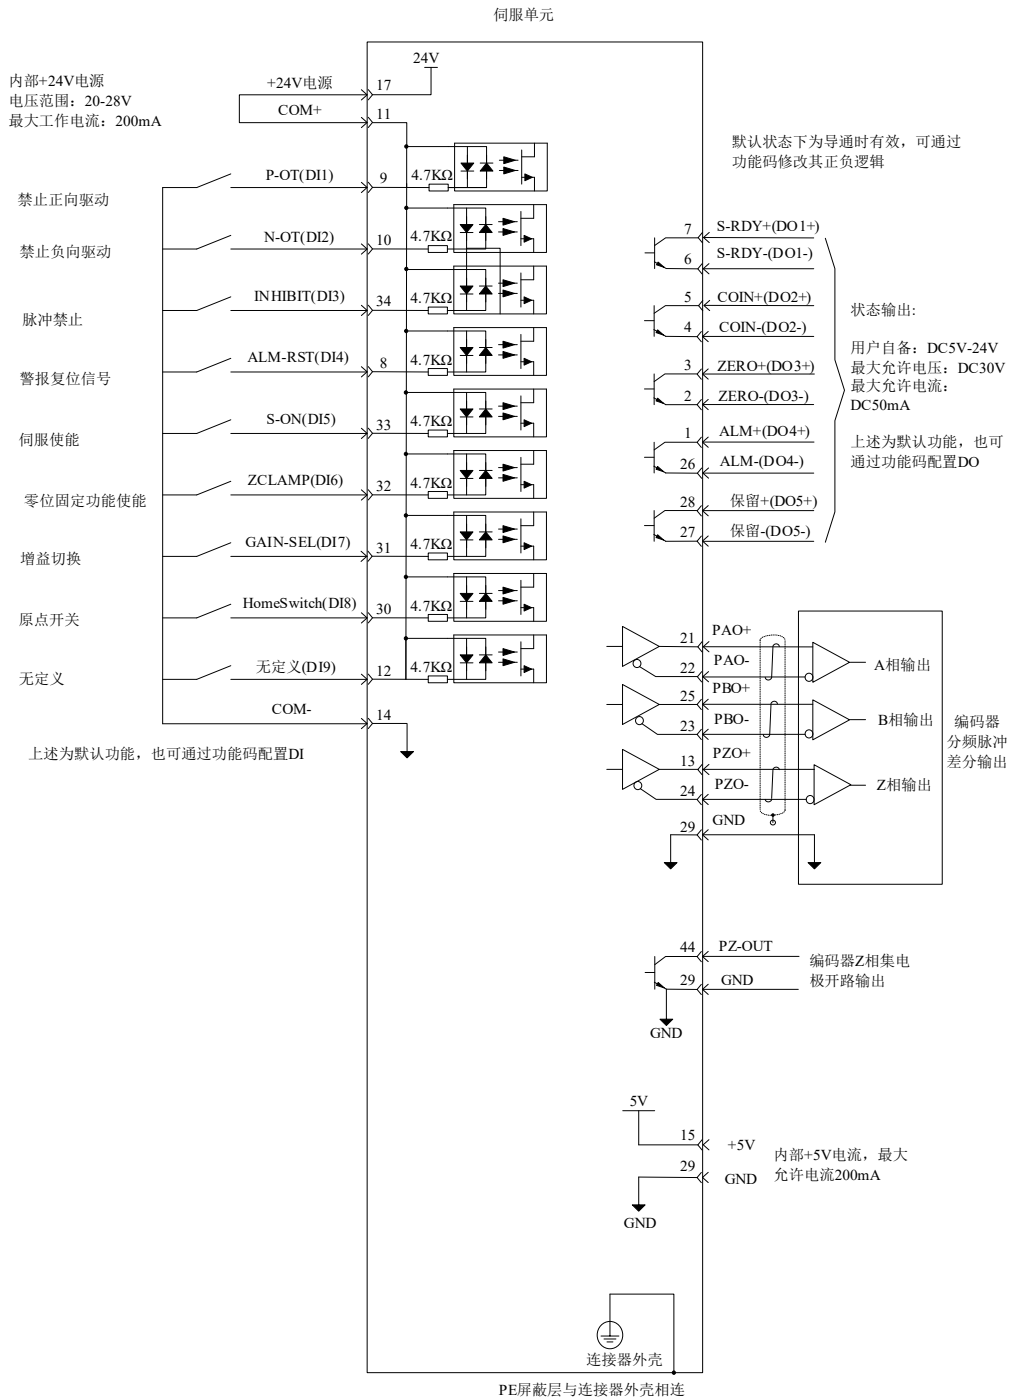 伺服单元
24V
内部+24V电源
电压范围：20-28V
最大工作电流：200mA
+24V电源
17
COM+
11
禁止正向驱动
P-OT(DI1)
9
4.7KΩ
禁止负向驱动
N-OT(DI2)
10
4.7KΩ
脉冲禁止
INHIBIT(DI3)
34
4.7KΩ
警报复位信号
ALM-RST(DI4)
8
4.7KΩ
伺服使能
S-ON(DI5)
33
4.7KΩ
零位固定功能使能
ZCLAMP(DI6)
32
4.7KΩ
增益切换
GAIN-SEL(DI7)
31
4.7KΩ
原点开关
HomeSwitch(DI8)
30
4.7KΩ
无定义
无定义(DI9)
12
4.7KΩ
COM-
14
上述为默认功能，也可通过功能码配置DI
默认状态下为导通时有效，可通过
功能码修改其正负逻辑
7
S-RDY+(DO1+)
6
S-RDY-(DO1-)
5
COIN+(DO2+)
4
COIN-(DO2-)
3
ZERO+(DO3+)
2
ZERO-(DO3-)
1
ALM+(DO4+)
26
ALM-(DO4-)
28
保留+(DO5+)
27
保留-(DO5-)
状态输出:
用户自备：DC5V-24V
最大允许电压：DC30V
最大允许电流：
DC50mA
上述为默认功能，也可
通过功能码配置DO
21
PAO+
22
PAO-
A相输出
25
PBO+
23
PBO-
B相输出
13
PZO+
24
PZO-
Z相输出
29
GND
编码器
分频脉冲
差分输出
44
PZ-OUT
29
GND
GND
编码器Z相集电
极开路输出
5V
15
+5V
29
GND
GND
内部+5V电流，最大
允许电流200mA
连接器外壳
PE屏蔽层与连接器外壳相连